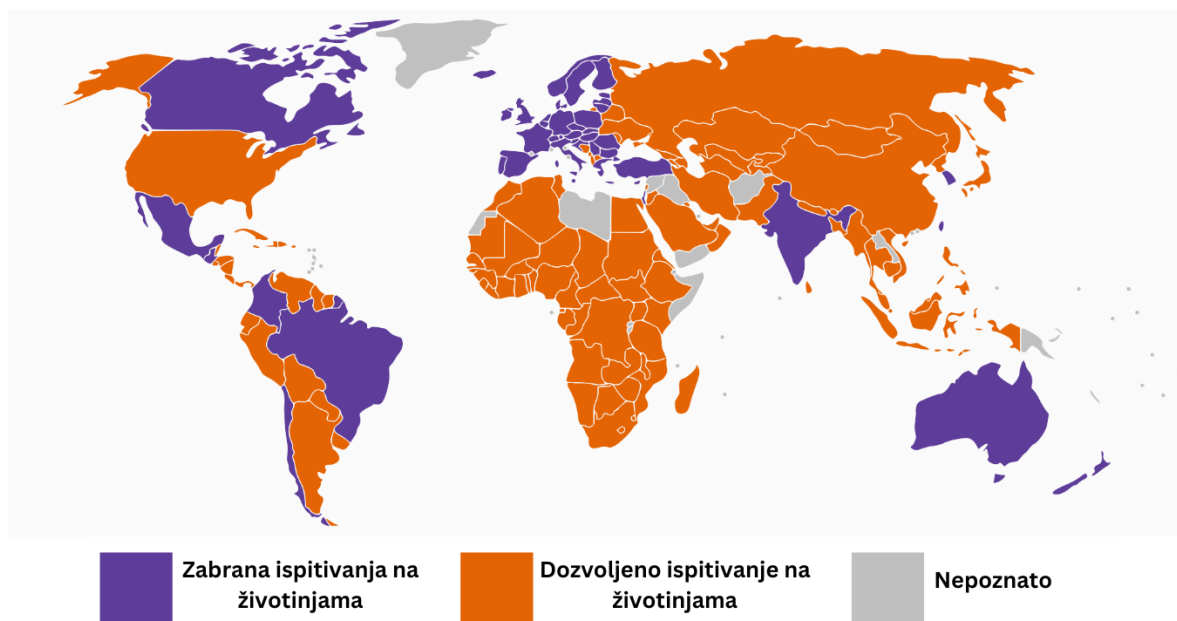 Zabrana ispitivanja na
životinjama
Dozvoljeno ispitivanje na
životinjama
Nepoznato